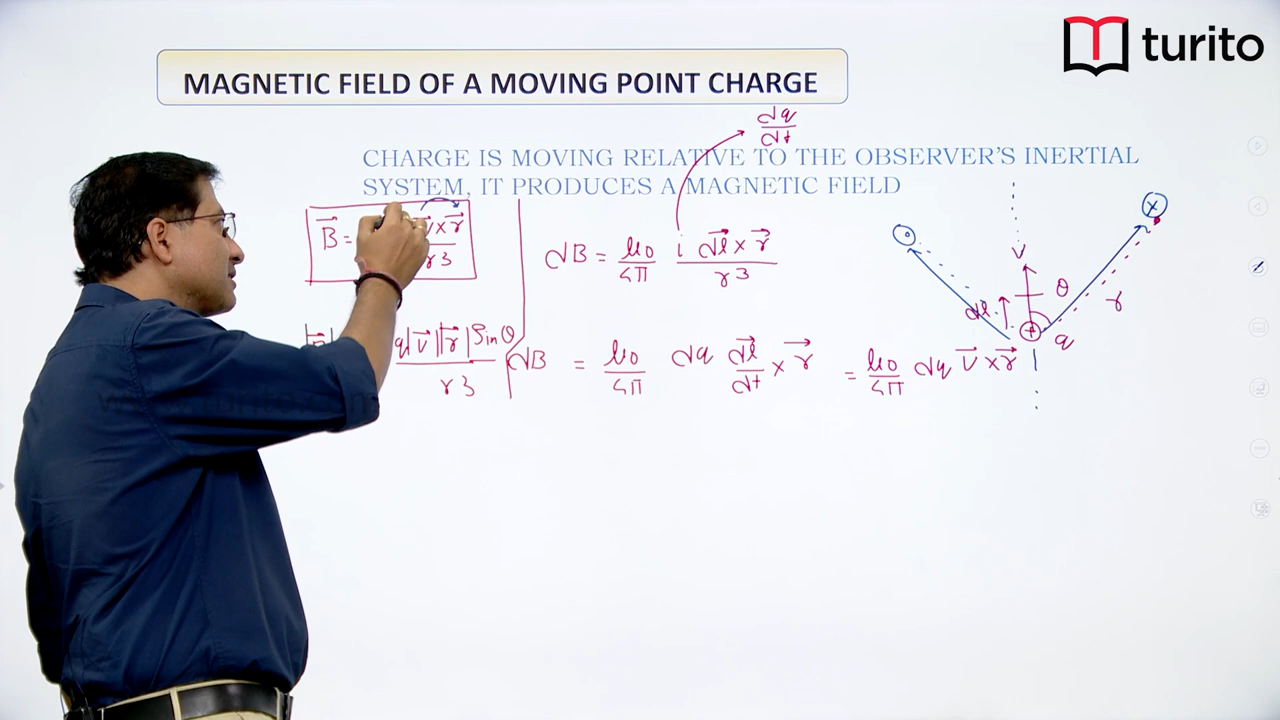 turito
MAGNETIC FIELD OF A MOVING POINT CHARGE
dq/dt
CHARGE IS MOVING RELATIVE TO THE OBSERVER'S INERTIAL
SYSTEM, IT PRODUCES A MAGNETIC FIELD
B⃗ = v⃗ × r⃗ / r3
dB = μ0/4π i dl⃗ × r⃗ / r3
q|v⃗||r⃗| Sinθ / r3
dB = μ0/4π dq dl⃗/dt × r⃗ = μ0/4π dq v⃗ × r⃗
x
v
θ
dl
r
+
q